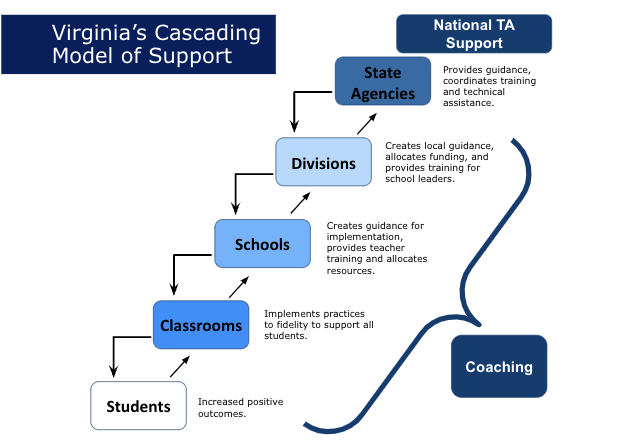 Virginia's Cascading
Model of Support
National TA
Support
State
Agencies
Provides guidance,
coordinates training
and technical
assistance.
Divisions
Creates local guidance,
allocates funding, and
provides training for
school leaders.
Schools
Creates guidance for
implementation,
provides teacher
training and allocates
resources.
Classrooms
Implements practices
to fidelity to support all
students.
Coaching
Students
Increased positive
outcomes.